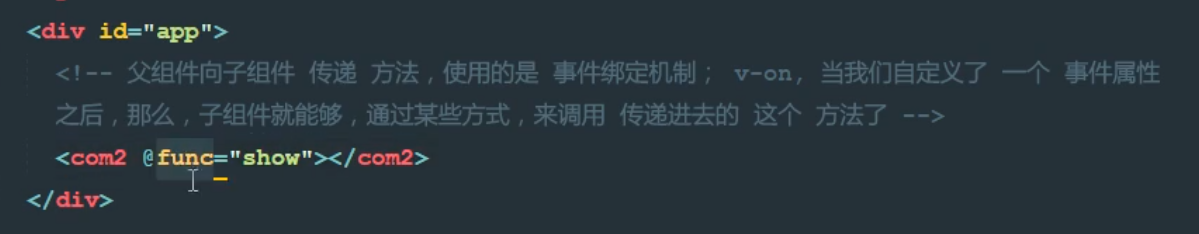 <div id="app">
<!-- 父组件向子组件 传递 方法，使用的是 事件绑定机制； v-on, 当我们自定义了 一个 事件属性
之后，那么，子组件就能够，通过某些方式，来调用 传递进去的 这个 方法了 -->
<com2 @func="show"></com2>
</div>